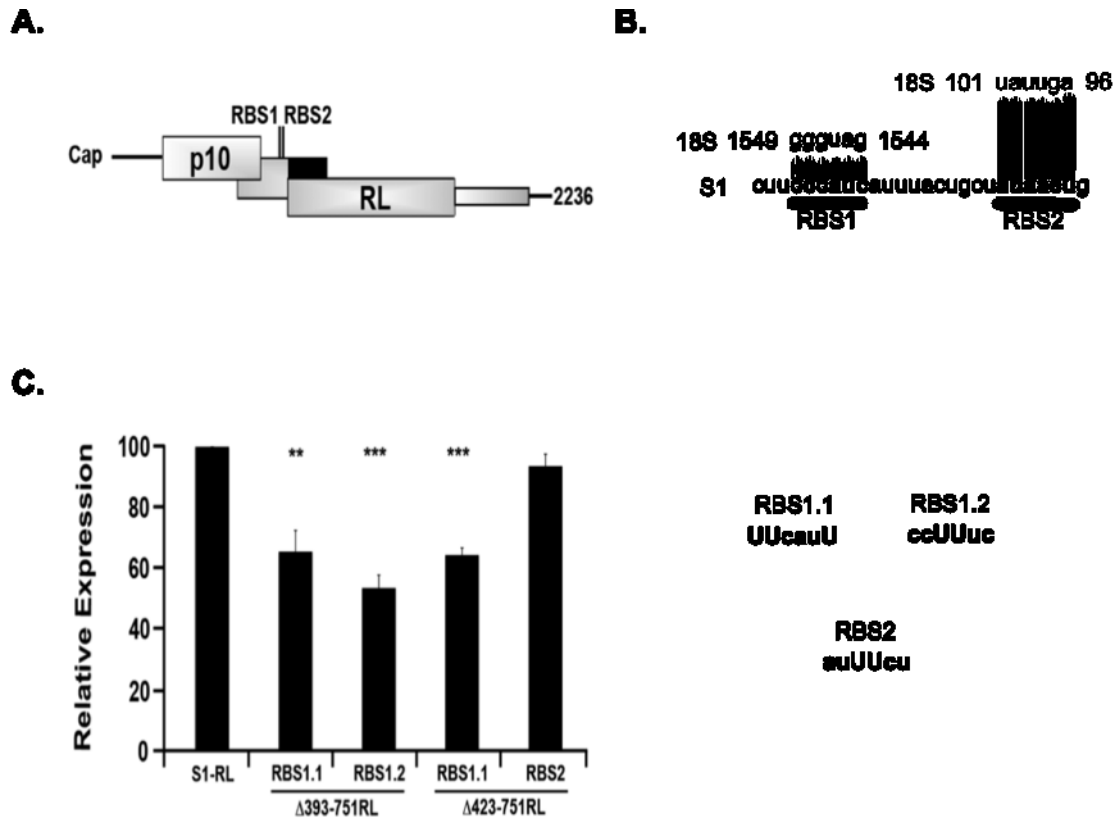 A.
B.
RBS1 RBS2
Cap p10
RL 2236
18S 101 uauuga 96
18S 1549 ggguag 1544
S1
RBS1 RBS2
C.
Relative Expression
100
80
60
40
20
0
** *** ***
S1-RL RBS1.1 RBS1.2 RBS1.1 RBS2
Δ393-751RL Δ423-751RL
RBS1.1 RBS1.2
UUcauU ccUUuc
RBS2
auUUcu